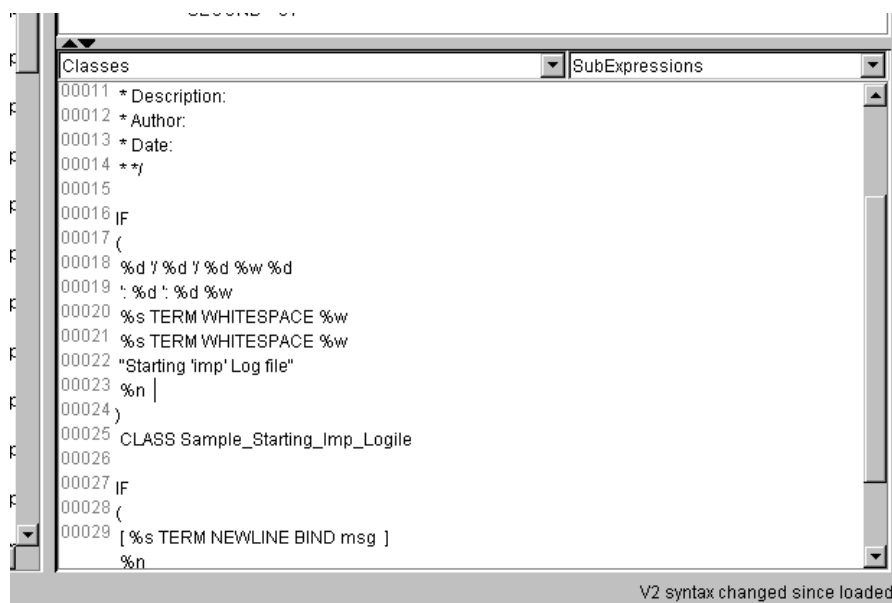 Classes SubExpressions
00011 * Description:
00012 * Author:
00013 * Date:
00014 * */
00015
00016 IF
00017 (
00018 %d '/' %d '/' %d %w %d
00019 ':' %d ':' %d %w
00020 %s TERM WHITESPACE %w
00021 %s TERM WHITESPACE %w
00022 "Starting 'imp' Log file"
00023 %n
00024 )
00025 CLASS Sample_Starting_Imp_Logile
00026
00027 IF
00028 (
00029 [ %s TERM NEWLINE BIND msg ]
%n
V2 syntax changed since loaded